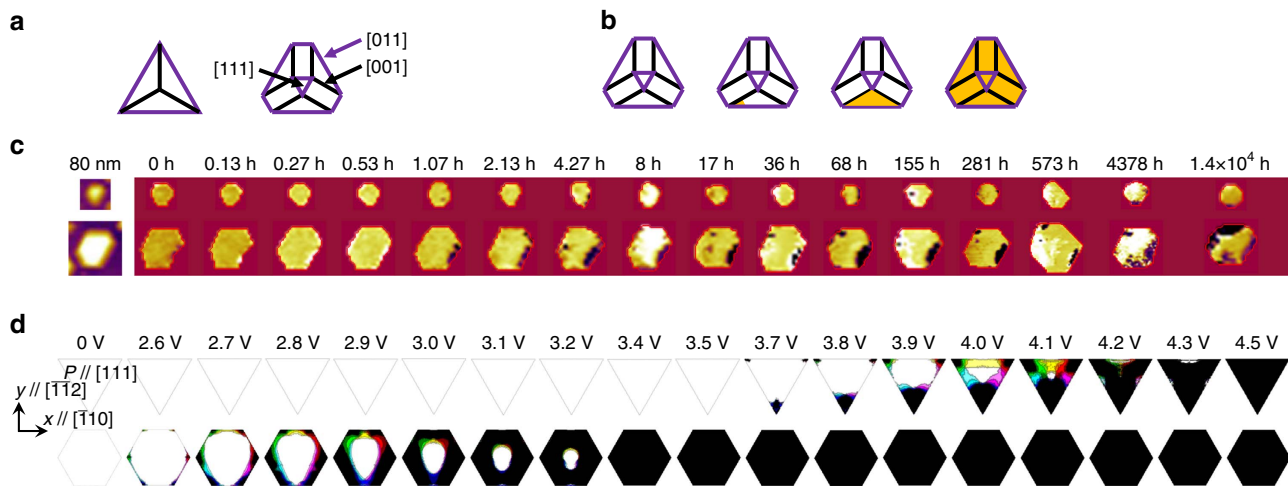 a
b
[011]
[111]
[001]
c
80 nm 0 h 0.13 h 0.27 h 0.53 h 1.07 h 2.13 h 4.27 h 8 h 17 h 36 h 68 h 155 h 281 h 573 h 4378 h 1.4×10⁴ h
d
0 V 2.6 V 2.7 V 2.8 V 2.9 V 3.0 V 3.1 V 3.2 V 3.4 V 3.5 V 3.7 V 3.8 V 3.9 V 4.0 V 4.1 V 4.2 V 4.3 V 4.5 V
P // [111]
y // [1̄1̄2]
x // [1̄10]